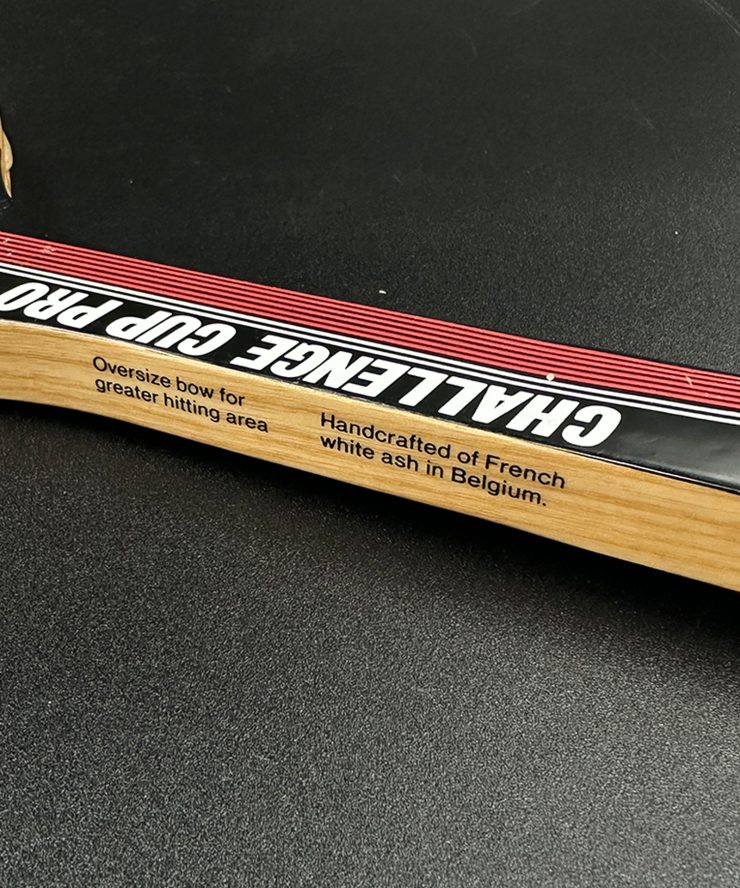 CHALLENGE CUP PRO
Oversize bow for
greater hitting area
Handcrafted of French
white ash in Belgium.